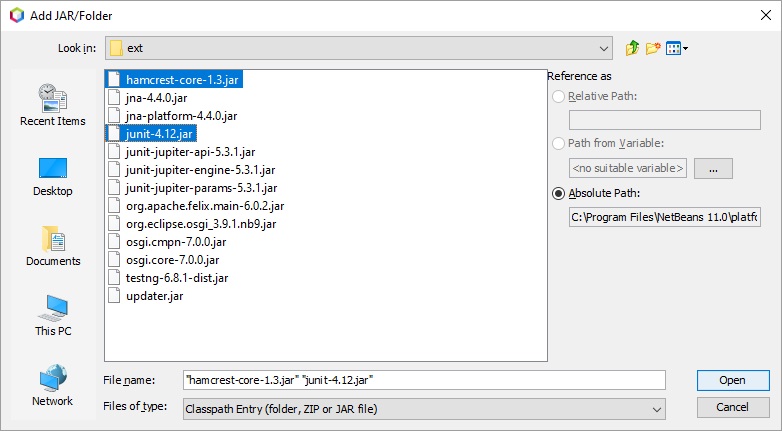 Add JAR/Folder
Look in:
ext
Recent Items
Desktop
Documents
This PC
Network
hamcrest-core-1.3.jar
jna-4.4.0.jar
jna-platform-4.4.0.jar
junit-4.12.jar
junit-jupiter-api-5.3.1.jar
junit-jupiter-engine-5.3.1.jar
junit-jupiter-params-5.3.1.jar
org.apache.felix.main-6.0.2.jar
org.eclipse.osgi_3.9.1.nb9.jar
osgi.cmpn-7.0.0.jar
osgi.core-7.0.0.jar
testng-6.8.1-dist.jar
updater.jar
Reference as
Relative Path:
Path from Variable:
<no suitable variable>
...
Absolute Path:
C:\Program Files\NetBeans 11.0\platfo
File name:
"hamcrest-core-1.3.jar" "junit-4.12.jar"
Open
Files of type:
Classpath Entry (folder, ZIP or JAR file)
Cancel